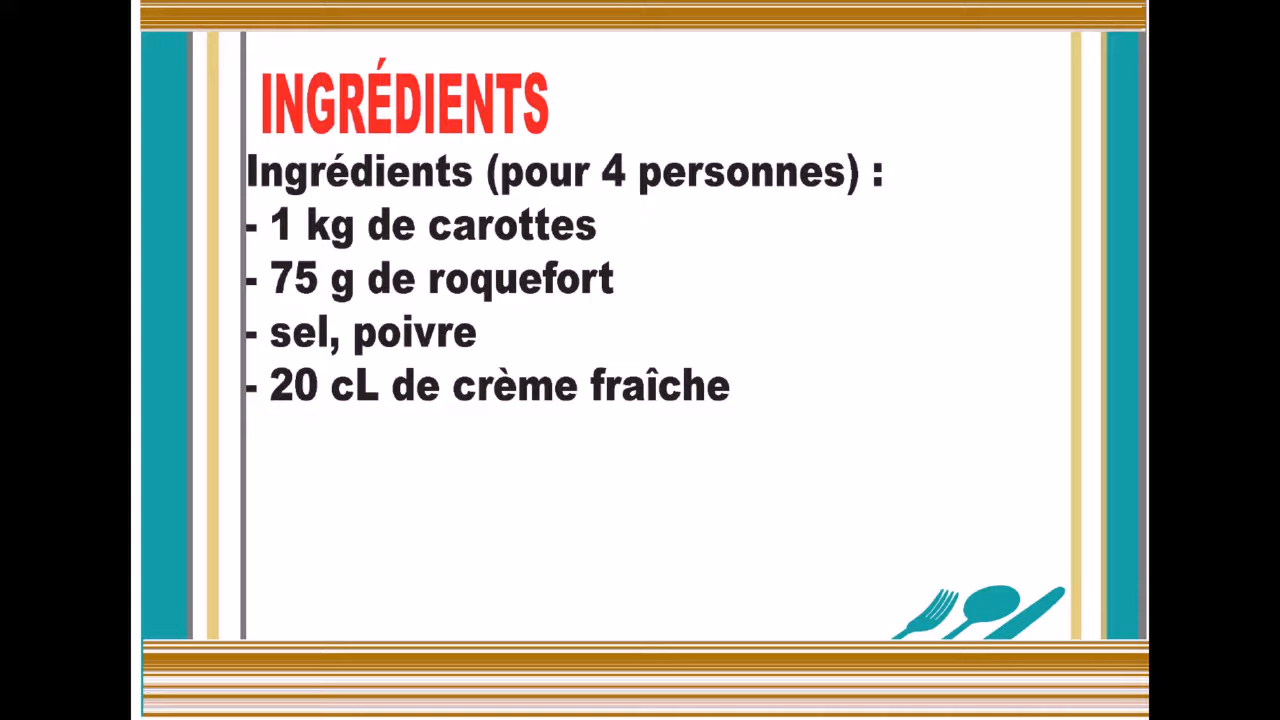 INGRÉDIENTS
Ingrédients (pour 4 personnes) :
- 1 kg de carottes
- 75 g de roquefort
- sel, poivre
- 20 cL de crème fraîche